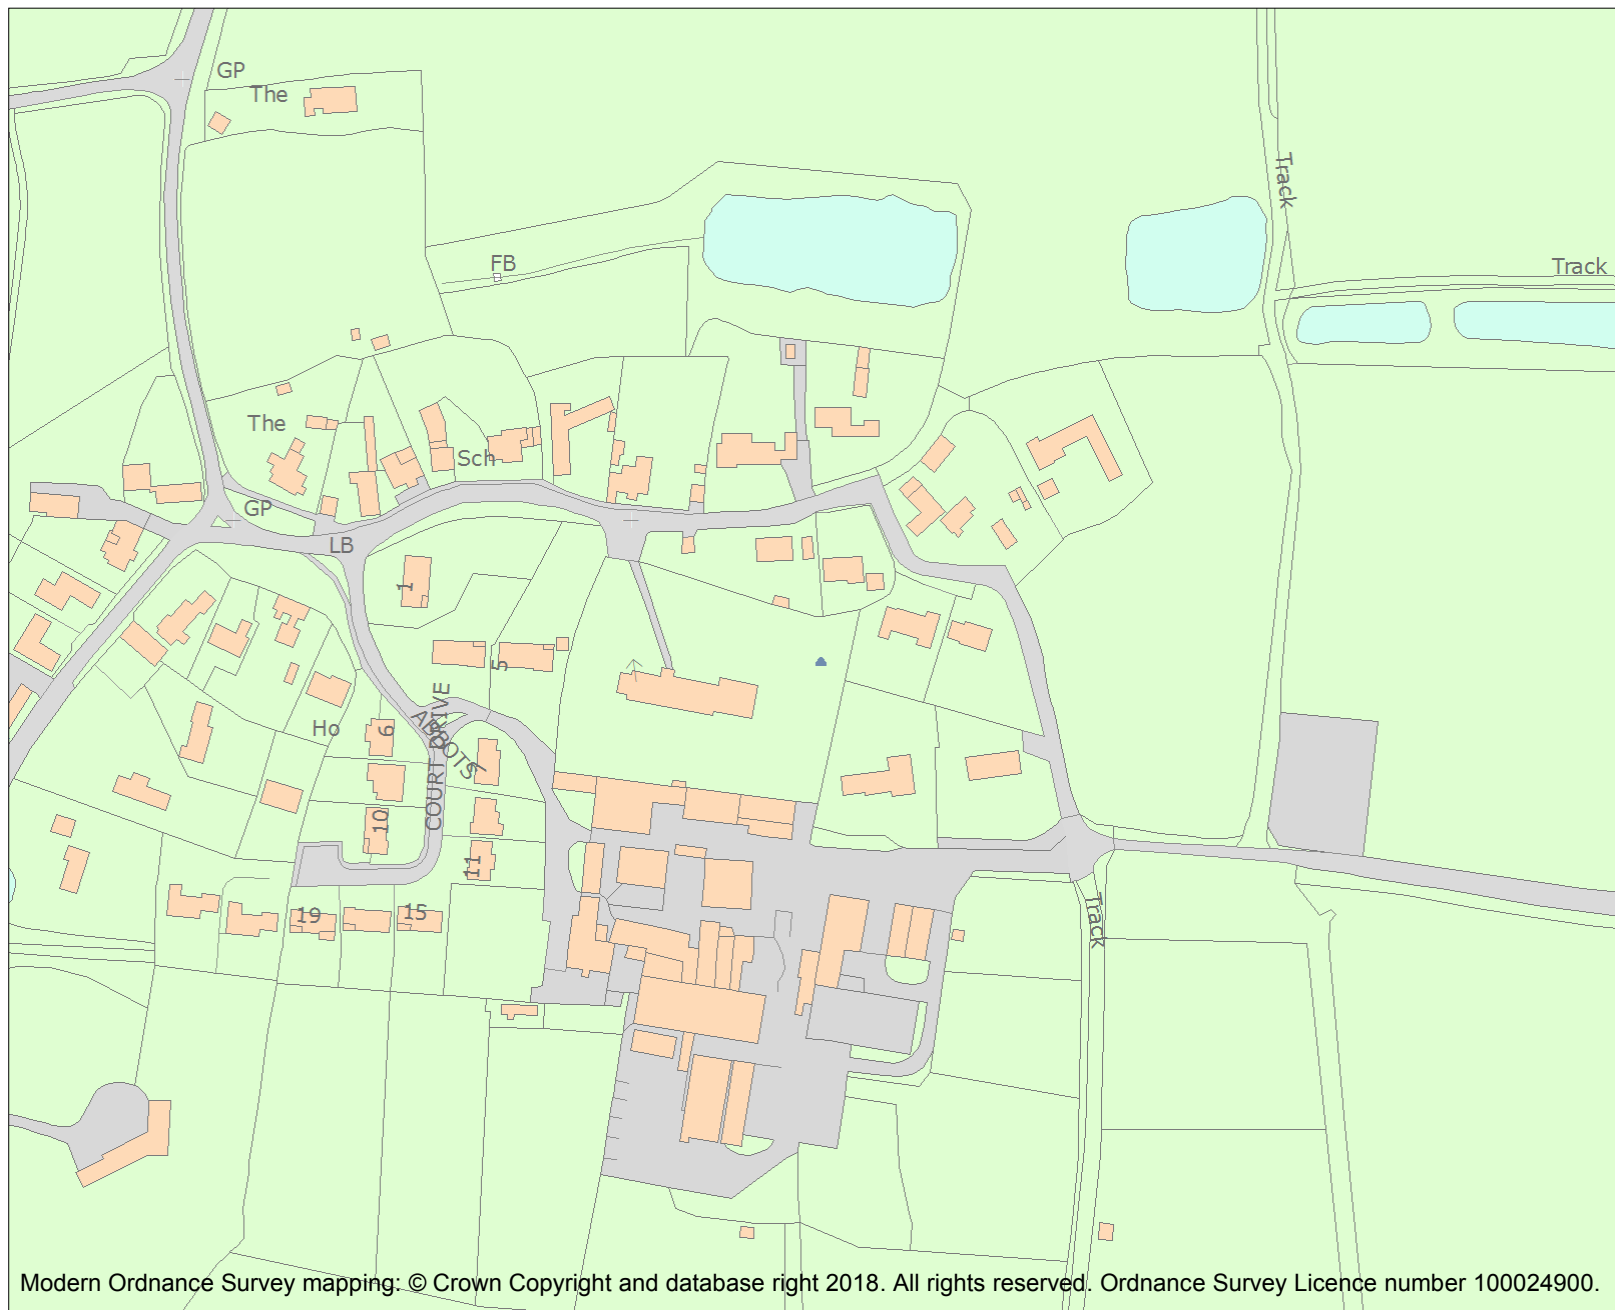 GP
The
Track
FB
Track
The
Sch
GP
LB
1
5
ABBOTS
COURT DRIVE
Ho
6
7
10
11
19
15
Track
Modern Ordnance Survey mapping: © Crown Copyright and database right 2018. All rights reserved. Ordnance Survey Licence number 100024900.